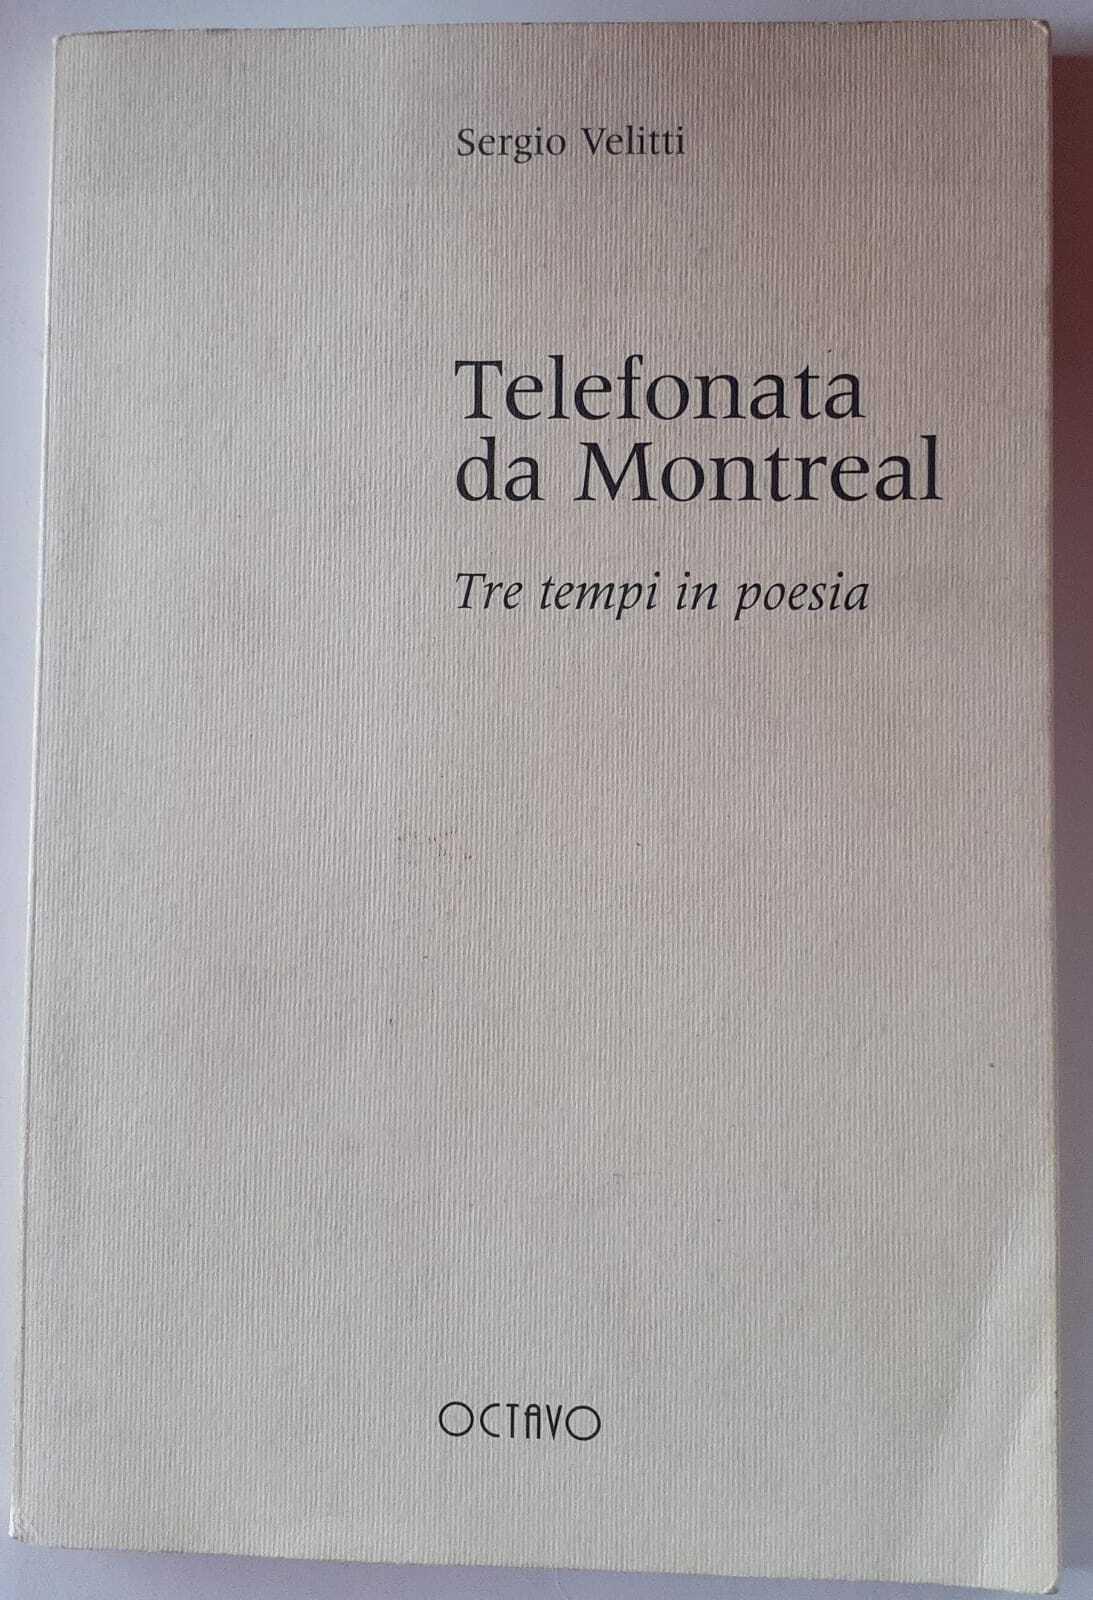 Sergio Velitti
Telefonata
da Montreal
Tre tempi in poesia
OCTAVO